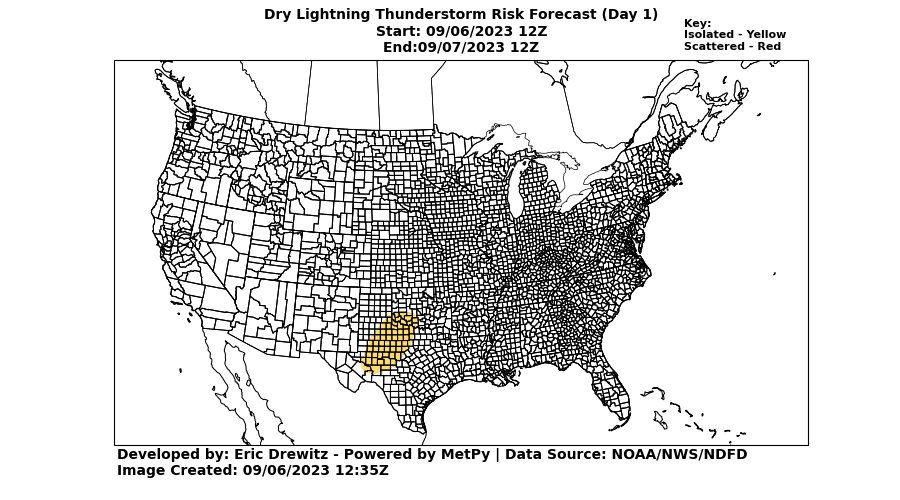 Dry Lightning Thunderstorm Risk Forecast (Day 1)
Start: 09/06/2023 12Z
End:09/07/2023 12Z
Key:
Isolated - Yellow
Scattered - Red
Developed by: Eric Drewitz - Powered by MetPy | Data Source: NOAA/NWS/NDFD
Image Created: 09/06/2023 12:35Z